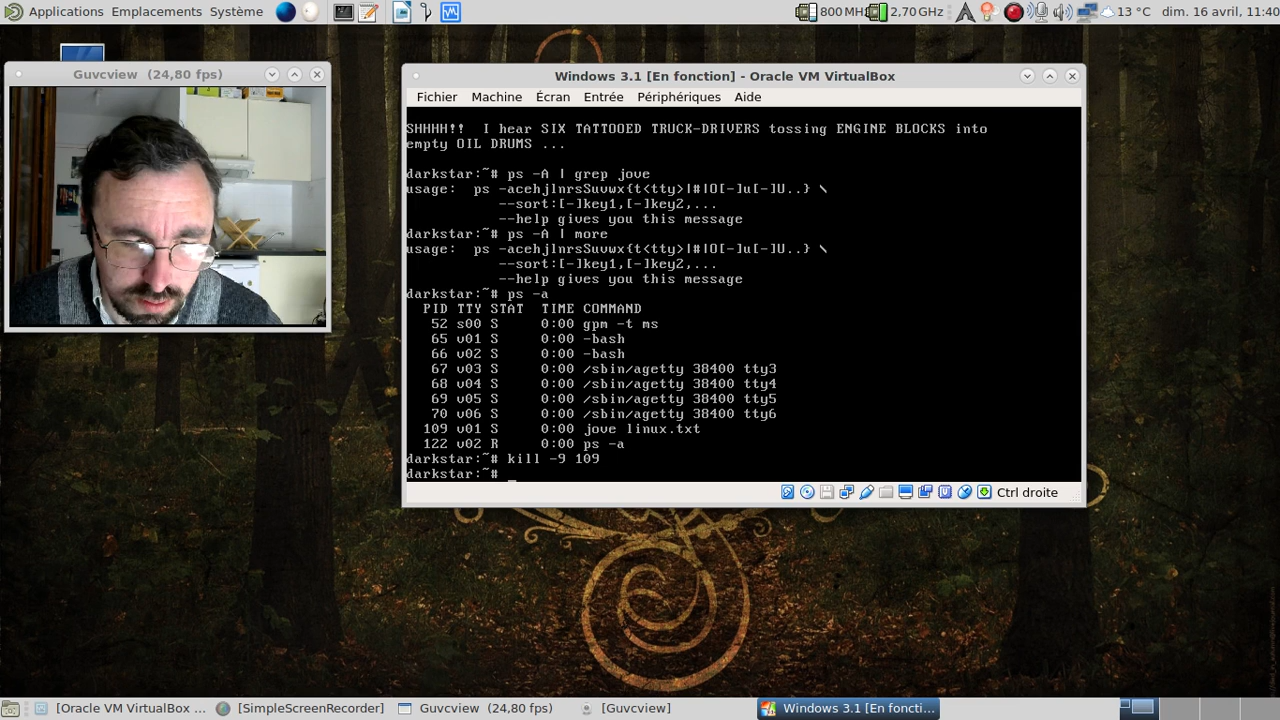 Applications Emplacements Système 800 MHz 2,70 GHz 13 °C dim. 16 avril, 11:40
Guvcview (24,80 fps)
Windows 3.1 [En fonction] - Oracle VM VirtualBox
Fichier Machine Écran Entrée Périphériques Aide
SHHHH!! I hear SIX TATTOOED TRUCK-DRIVERS tossing ENGINE BLOCKS into
empty OIL DRUMS ...
darkstar:~# ps -A | grep jove
usage: ps -acehjlnrsSuvwx{t<tty>|#|O[-]u[-]U..} \
--sort:[-]key1,[-]key2,...
--help gives you this message
darkstar:~# ps -A | more
usage: ps -acehjlnrsSuvwx{t<tty>|#|O[-]u[-]U..} \
--sort:[-]key1,[-]key2,...
--help gives you this message
darkstar:~# ps -a
PID TTY STAT TIME COMMAND
52 s00 S 0:00 gpm -t ms
65 v01 S 0:00 -bash
66 v02 S 0:00 -bash
67 v03 S 0:00 /sbin/agetty 38400 tty3
68 v04 S 0:00 /sbin/agetty 38400 tty4
69 v05 S 0:00 /sbin/agetty 38400 tty5
70 v06 S 0:00 /sbin/agetty 38400 tty6
109 v01 S 0:00 jove linux.txt
122 v02 R 0:00 ps -a
darkstar:~# kill -9 109
darkstar:~# _
Ctrl droite
[Oracle VM VirtualBox ... [SimpleScreenRecorder] Guvcview (24,80 fps) [Guvcview] Windows 3.1 [En foncti...